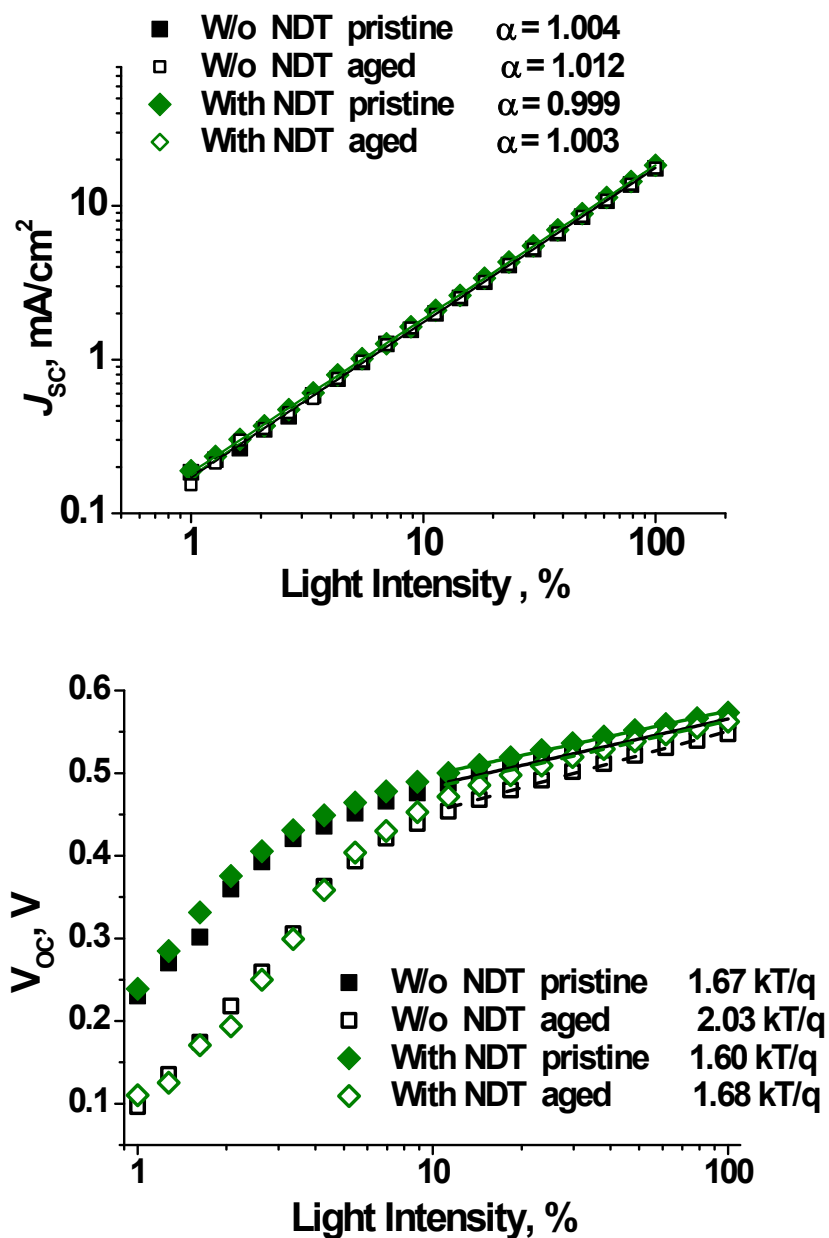 W/o NDT pristine α = 1.004
W/o NDT aged α = 1.012
With NDT pristine α = 0.999
With NDT aged α = 1.003
10
1
0.1
J_SC, mA/cm²
1 10 100
Light Intensity , %
0.6
0.5
0.4
0.3
0.2
0.1
V_OC, V
W/o NDT pristine 1.67 kT/q
W/o NDT aged 2.03 kT/q
With NDT pristine 1.60 kT/q
With NDT aged 1.68 kT/q
1 10 100
Light Intensity, %